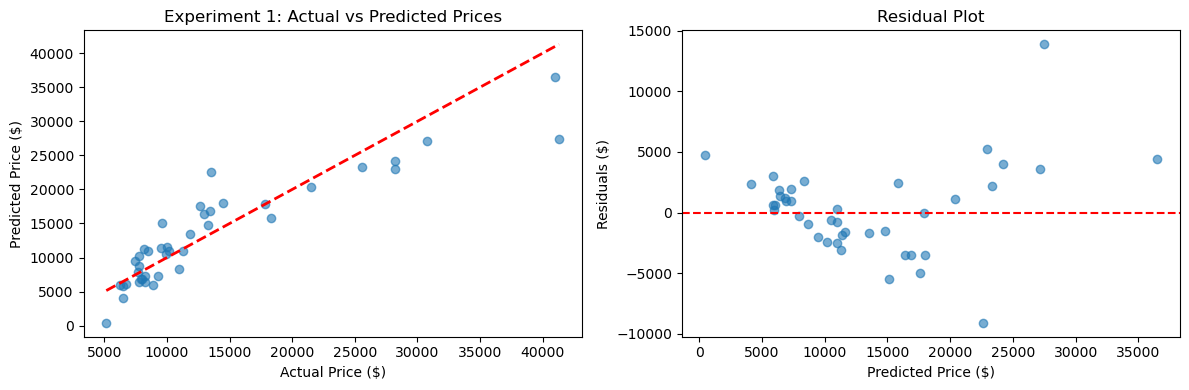 Experiment 1: Actual vs Predicted Prices
40000
35000
30000
25000
20000
15000
10000
5000
0
Predicted Price ($)
5000 10000 15000 20000 25000 30000 35000 40000
Actual Price ($)
Residual Plot
15000
10000
5000
0
−5000
−10000
Residuals ($)
0 5000 10000 15000 20000 25000 30000 35000
Predicted Price ($)